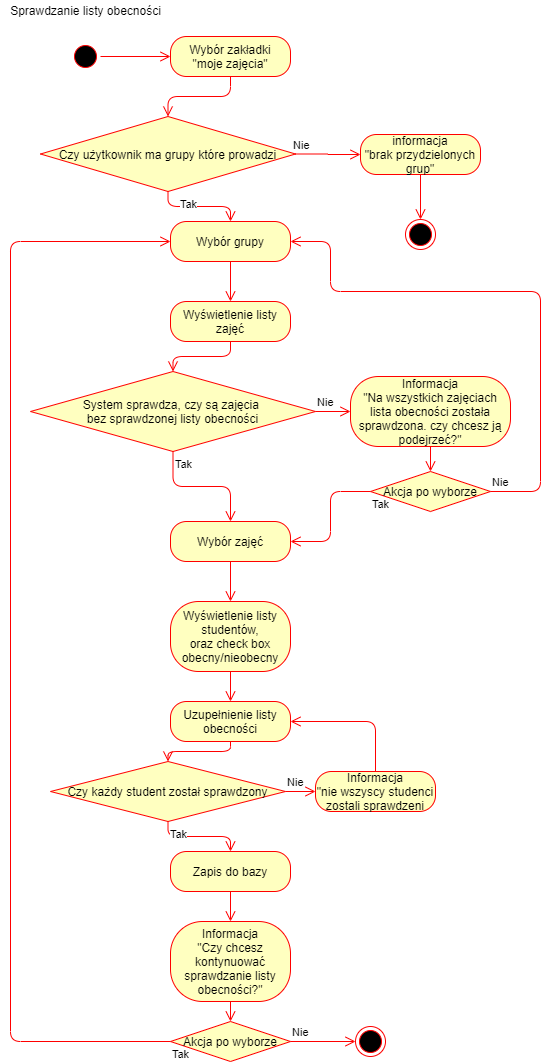 Sprawdzanie listy obecności
Wybór zakładki
"moje zajęcia"
Czy użytkownik ma grupy które prowadzi
Nie
informacja
"brak przydzielonych
grup"
Tak
Wybór grupy
Wyświetlenie listy
zajęć
System sprawdza, czy są zajęcia
bez sprawdzonej listy obecności
Nie
Informacja
"Na wszystkich zajęciach
lista obecności została
sprawdzona. czy chcesz ją
podejrzeć?"
Tak
Akcja po wyborze
Nie
Tak
Wybór zajęć
Wyświetlenie listy
studentów,
oraz check box
obecny/nieobecny
Uzupełnienie listy
obecności
Czy każdy student został sprawdzony
Nie
Informacja
"nie wszyscy studenci
zostali sprawdzeni
Tak
Zapis do bazy
Informacja
"Czy chcesz
kontynuować
sprawdzanie listy
obecności?"
Akcja po wyborze
Nie
Tak